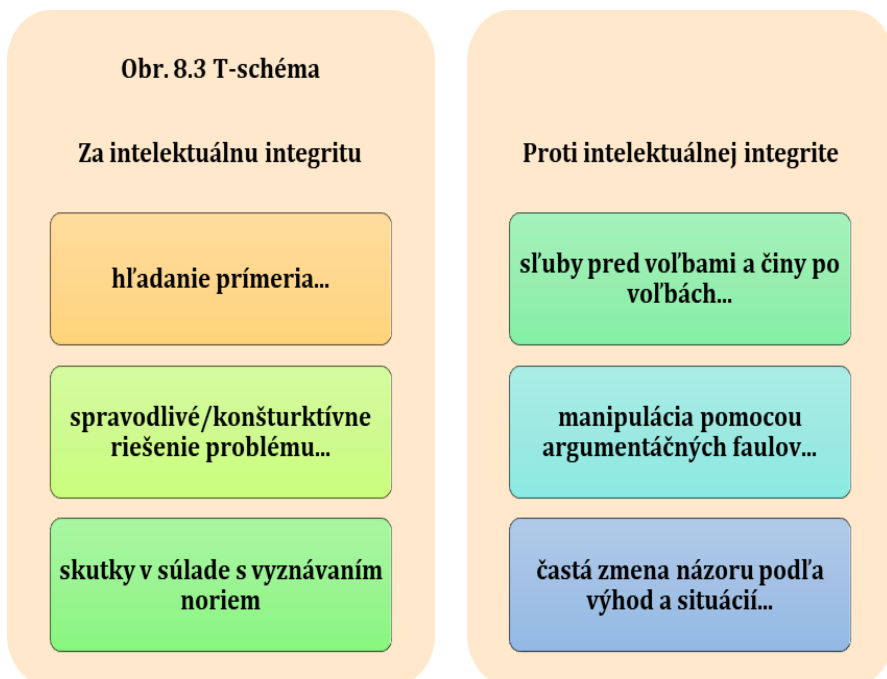 Obr. 8.3 T-schéma
Za intelektuálnu integritu
hľadanie prímeria...
spravodlivé/konšturktívne
riešenie problému...
skutky v súlade s vyznávaním
noriem
Proti intelektuálnej integrite
sľuby pred voľbami a činy po
voľbách...
manipulácia pomocou
argumentáčných faulov...
častá zmena názoru podľa
výhod a situácií...